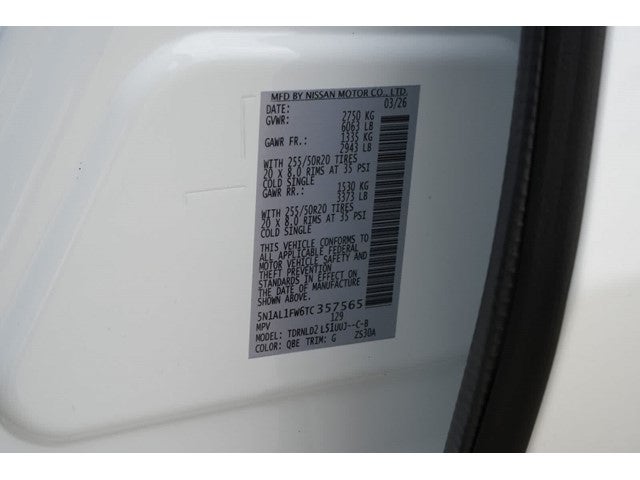 MFD BY NISSAN MOTOR CO., LTD.
DATE: 03/26
GVWR: 2750 KG
6063 LB
GAWR FR.: 1335 KG
2943 LB
WITH 255/50R20 TIRES
20 X 8.0 RIMS AT 35 PSI
COLD SINGLE
GAWR RR.: 1530 KG
3373 LB
WITH 255/50R20 TIRES
20 X 8.0 RIMS AT 35 PSI
COLD SINGLE
THIS VEHICLE CONFORMS TO
ALL APPLICABLE FEDERAL
MOTOR VEHICLE SAFETY AND
THEFT PREVENTION
STANDARDS IN EFFECT ON
THE DATE OF MANUFACTURE
SHOWN ABOVE.
5N1AL1FW6TC357565
MPV 129
MODEL: TDRNLD2 L51UUJ--C-B
COLOR: QBE TRIM: G ZS30A